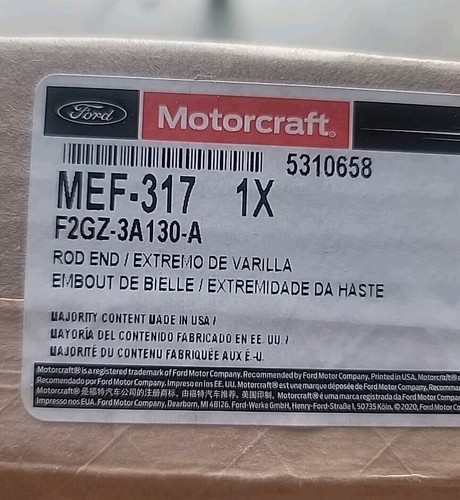 Ford
Motorcraft®
5310658
MEF-317 1X
F2GZ-3A130-A
ROD END / EXTREMO DE VARILLA
EMBOUT DE BIELLE / EXTREMIDADE DA HASTE
MAJORITY CONTENT MADE IN USA /
MAYORÍA DEL CONTENIDO FABRICADO EN EE. UU. /
MAJORITÉ DU CONTENU FABRIQUÉE AUX É.-U.
Motorcraft® is a registered trademark of Ford Motor Company. Recommended by Ford Motor Company. Printed in USA. Motorkraft®
Recomendado por Ford Motor Company. Impreso en los EE. UU. Motorcraft® est une marque déposée de Ford Motor Company.
Motorcraft® 是福特汽车公司的注册商标。由福特汽车推荐。美国印制。Motorcraft® é uma marca registrada da Ford Motor
Impresso nos EUA. Ford Motor Company, Dearborn, MI 48126. Ford-Werke GmbH, Henry-Ford-Straße 1, 50735 Köln. © 2020, Ford Motor